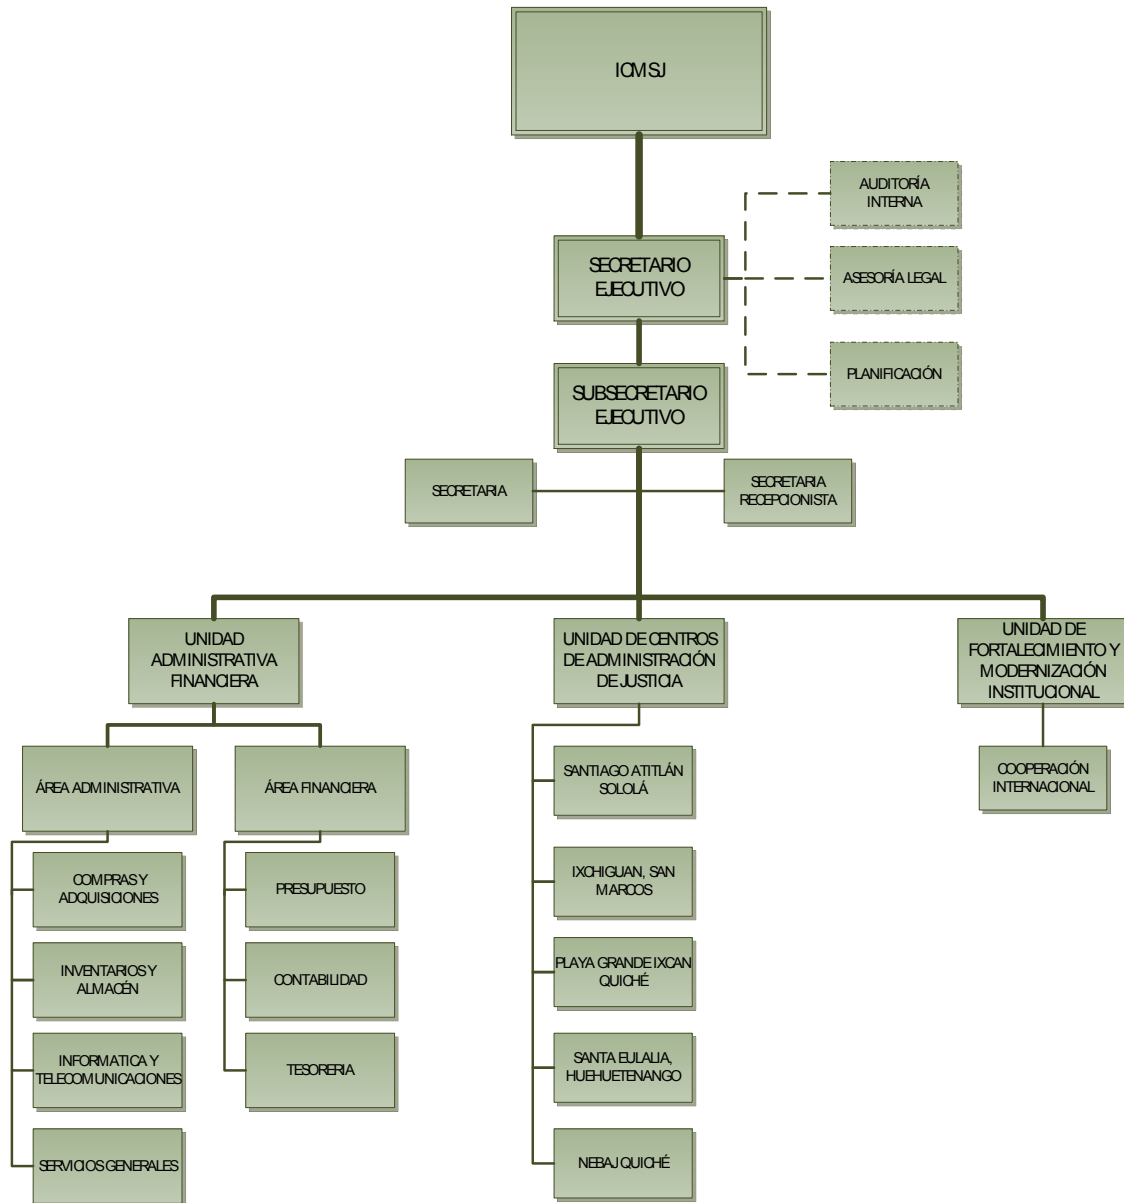 ICMSJ
AUDITORÍA
INTERNA
SECRETARIO
EJECUTIVO
ASESORÍA LEGAL
PLANIFICACIÓN
SUBSECRETARIO
EJECUTIVO
SECRETARIA
SECRETARIA
RECEPCIONISTA
UNIDAD
ADMINISTRATIVA
FINANCIERA
UNIDAD DE CENTROS
DE ADMINISTRACIÓN
DE JUSTICIA
UNIDAD DE
FORTALECIMIENTO Y
MODERNIZACIÓN
INSTITUCIONAL
ÁREA ADMINISTRATIVA
ÁREA FINANCIERA
SANTIAGO ATITLÁN
SOLOLÁ
COOPERACIÓN
INTERNACIONAL
COMPRAS Y
ADQUISICIONES
PRESUPUESTO
IXCHIGUAN, SAN
MARCOS
INVENTARIOS Y
ALMACÉN
CONTABILIDAD
PLAYA GRANDE IXCAN
QUICHÉ
INFORMATICA Y
TELECOMUNICACIONES
TESORERIA
SANTA EULALIA,
HUEHUETENANGO
SERVICIOS GENERALES
NEBAJ QUICHÉ